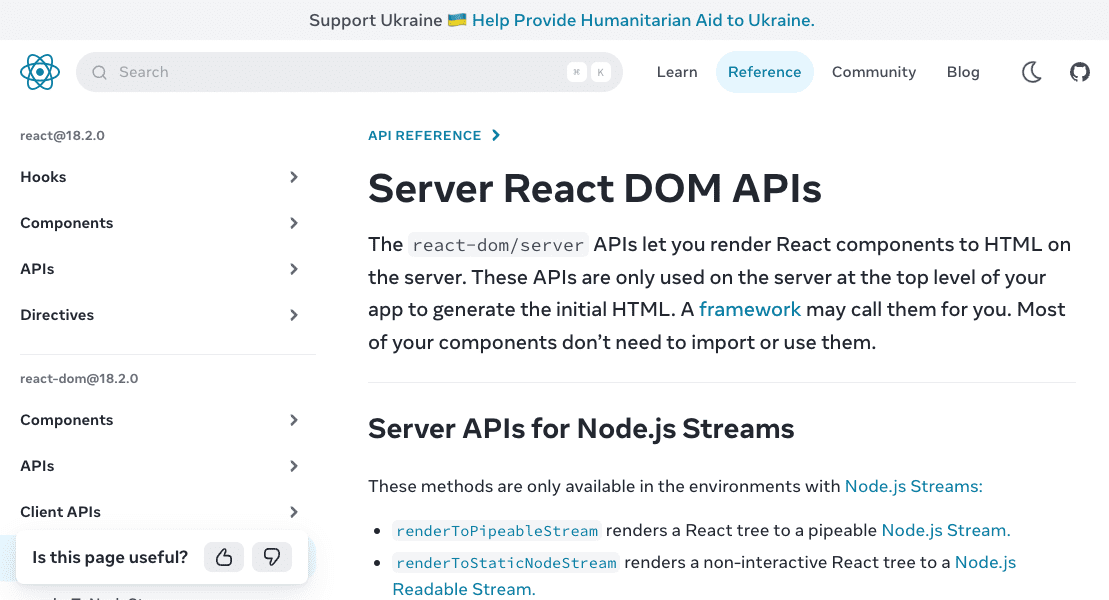 Support Ukraine 🇺🇦 Help Provide Humanitarian Aid to Ukraine.
Search
⌘ K
Learn
Reference
Community
Blog
react@18.2.0
Hooks
Components
APIs
Directives
react-dom@18.2.0
Components
APIs
Client APIs
Is this page useful?
API REFERENCE
Server React DOM APIs
The react-dom/server APIs let you render React components to HTML on
the server. These APIs are only used on the server at the top level of your
app to generate the initial HTML. A framework may call them for you. Most
of your components don’t need to import or use them.
Server APIs for Node.js Streams
These methods are only available in the environments with Node.js Streams:
• renderToPipeableStream renders a React tree to a pipeable Node.js Stream.
• renderToStaticNodeStream renders a non-interactive React tree to a Node.js
Readable Stream.